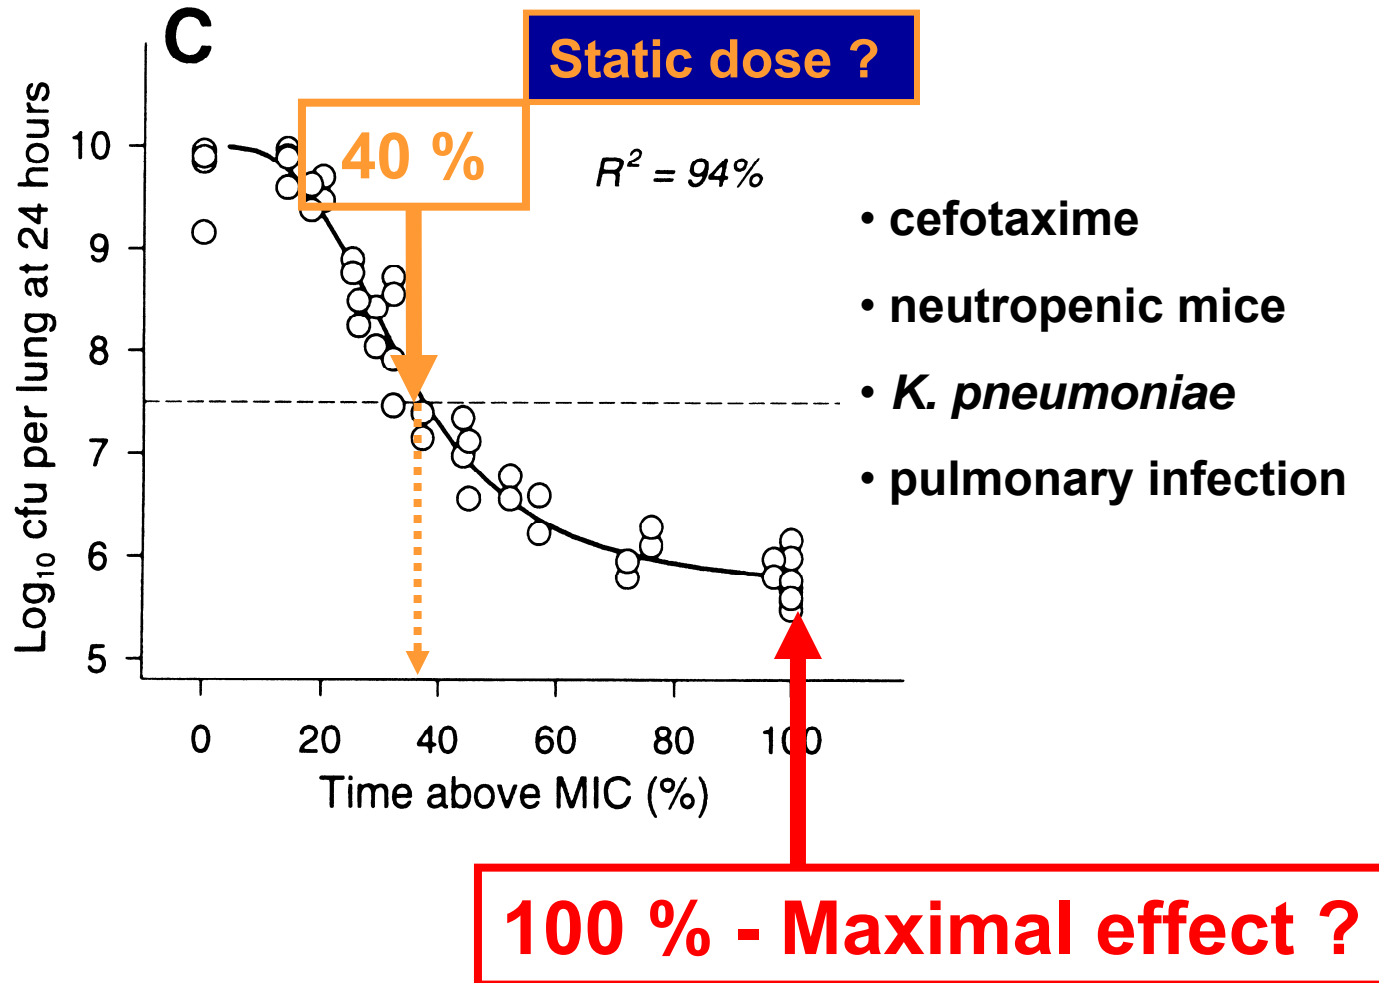 C
Static dose ?
40 %
R² = 94%
Log₁₀ cfu per lung at 24 hours
10
9
8
7
6
5
0 20 40 60 80 100
Time above MIC (%)
• cefotaxime
• neutropenic mice
• K. pneumoniae
• pulmonary infection
100 % - Maximal effect ?